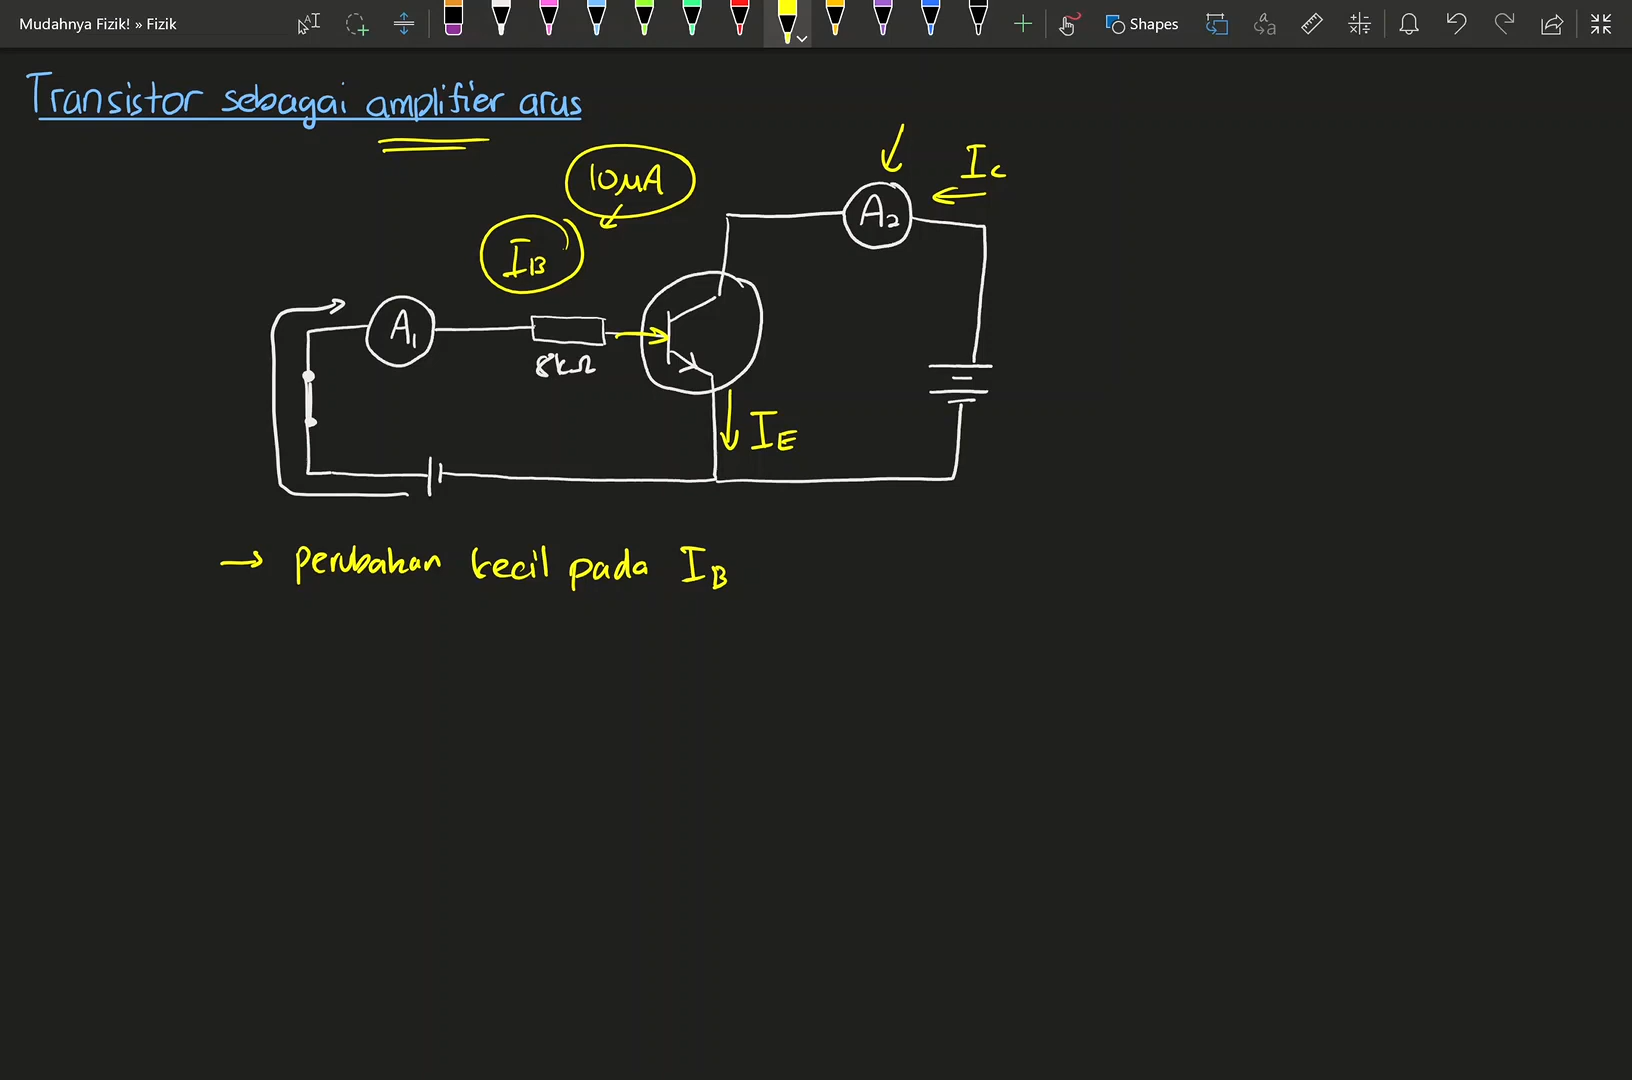 Mudahnya Fizik! » Fizik
Shapes
Transistor sebagai amplifier arus
10μA
I_B
I_C
A₂
A₁
8kΩ
I_E
→ perubahan kecil pada I_B